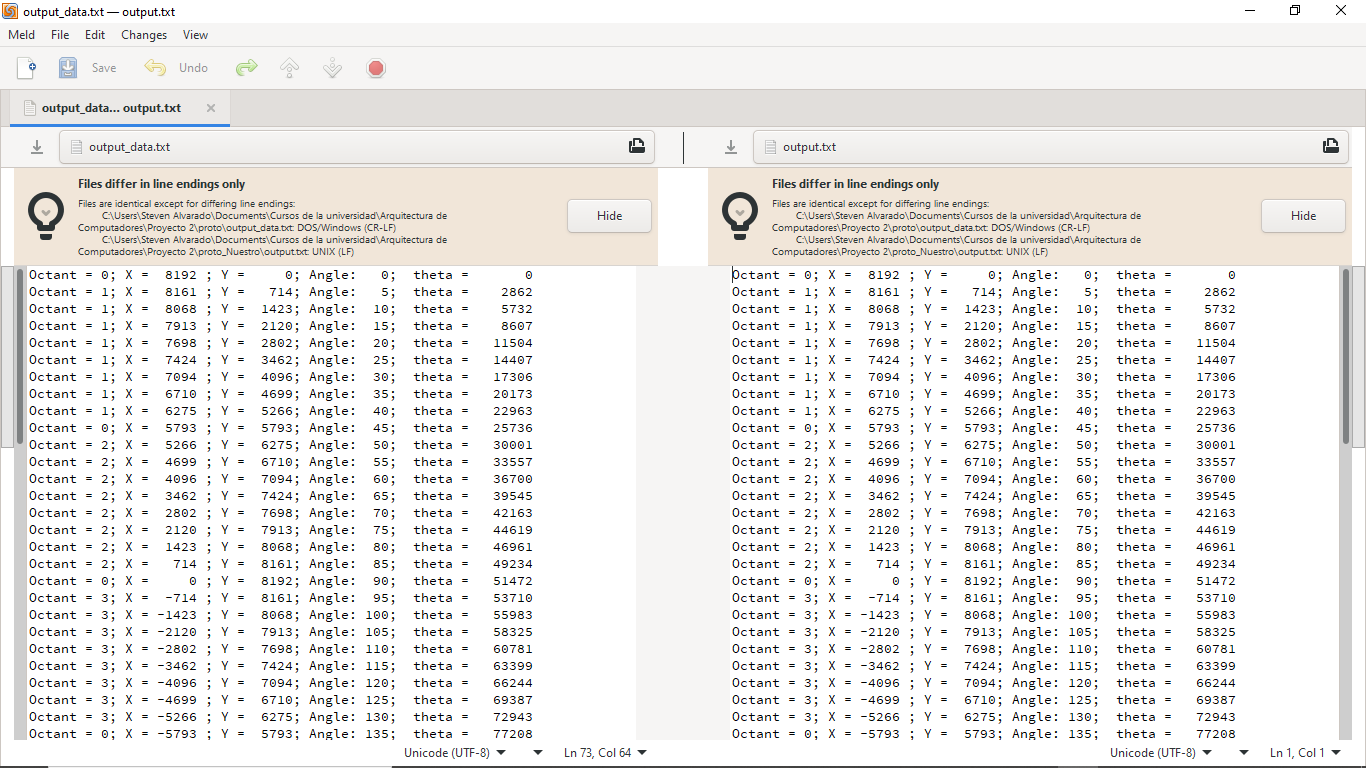 output_data.txt — output.txt
Meld File Edit Changes View
Save Undo
output_data... output.txt
output_data.txt
Files differ in line endings only
Files are identical except for differing line endings:
C:\Users\Steven Alvarado\Documents\Cursos de la universidad\Arquitectura de
Computadores\Proyecto 2\proto\output_data.txt: DOS/Windows (CR-LF)
C:\Users\Steven Alvarado\Documents\Cursos de la universidad\Arquitectura de
Computadores\Proyecto 2\proto_Nuestro\output.txt: UNIX (LF)
Hide
Octant = 0; X =  8192 ; Y =     0; Angle:   0;  theta =       0
Octant = 1; X =  8161 ; Y =   714; Angle:   5;  theta =    2862
Octant = 1; X =  8068 ; Y =  1423; Angle:  10;  theta =    5732
Octant = 1; X =  7913 ; Y =  2120; Angle:  15;  theta =    8607
Octant = 1; X =  7698 ; Y =  2802; Angle:  20;  theta =   11504
Octant = 1; X =  7424 ; Y =  3462; Angle:  25;  theta =   14407
Octant = 1; X =  7094 ; Y =  4096; Angle:  30;  theta =   17306
Octant = 1; X =  6710 ; Y =  4699; Angle:  35;  theta =   20173
Octant = 1; X =  6275 ; Y =  5266; Angle:  40;  theta =   22963
Octant = 0; X =  5793 ; Y =  5793; Angle:  45;  theta =   25736
Octant = 2; X =  5266 ; Y =  6275; Angle:  50;  theta =   30001
Octant = 2; X =  4699 ; Y =  6710; Angle:  55;  theta =   33557
Octant = 2; X =  4096 ; Y =  7094; Angle:  60;  theta =   36700
Octant = 2; X =  3462 ; Y =  7424; Angle:  65;  theta =   39545
Octant = 2; X =  2802 ; Y =  7698; Angle:  70;  theta =   42163
Octant = 2; X =  2120 ; Y =  7913; Angle:  75;  theta =   44619
Octant = 2; X =  1423 ; Y =  8068; Angle:  80;  theta =   46961
Octant = 2; X =   714 ; Y =  8161; Angle:  85;  theta =   49234
Octant = 0; X =     0 ; Y =  8192; Angle:  90;  theta =   51472
Octant = 3; X =  -714 ; Y =  8161; Angle:  95;  theta =   53710
Octant = 3; X = -1423 ; Y =  8068; Angle: 100;  theta =   55983
Octant = 3; X = -2120 ; Y =  7913; Angle: 105;  theta =   58325
Octant = 3; X = -2802 ; Y =  7698; Angle: 110;  theta =   60781
Octant = 3; X = -3462 ; Y =  7424; Angle: 115;  theta =   63399
Octant = 3; X = -4096 ; Y =  7094; Angle: 120;  theta =   66244
Octant = 3; X = -4699 ; Y =  6710; Angle: 125;  theta =   69387
Octant = 3; X = -5266 ; Y =  6275; Angle: 130;  theta =   72943
Octant = 0; X = -5793 ; Y =  5793; Angle: 135;  theta =   77208
Unicode (UTF-8) Ln 73, Col 64
output.txt
Files differ in line endings only
Files are identical except for differing line endings:
C:\Users\Steven Alvarado\Documents\Cursos de la universidad\Arquitectura de
Computadores\Proyecto 2\proto\output_data.txt: DOS/Windows (CR-LF)
C:\Users\Steven Alvarado\Documents\Cursos de la universidad\Arquitectura de
Computadores\Proyecto 2\proto_Nuestro\output.txt: UNIX (LF)
Hide
Octant = 0; X =  8192 ; Y =     0; Angle:   0;  theta =       0
Octant = 1; X =  8161 ; Y =   714; Angle:   5;  theta =    2862
Octant = 1; X =  8068 ; Y =  1423; Angle:  10;  theta =    5732
Octant = 1; X =  7913 ; Y =  2120; Angle:  15;  theta =    8607
Octant = 1; X =  7698 ; Y =  2802; Angle:  20;  theta =   11504
Octant = 1; X =  7424 ; Y =  3462; Angle:  25;  theta =   14407
Octant = 1; X =  7094 ; Y =  4096; Angle:  30;  theta =   17306
Octant = 1; X =  6710 ; Y =  4699; Angle:  35;  theta =   20173
Octant = 1; X =  6275 ; Y =  5266; Angle:  40;  theta =   22963
Octant = 0; X =  5793 ; Y =  5793; Angle:  45;  theta =   25736
Octant = 2; X =  5266 ; Y =  6275; Angle:  50;  theta =   30001
Octant = 2; X =  4699 ; Y =  6710; Angle:  55;  theta =   33557
Octant = 2; X =  4096 ; Y =  7094; Angle:  60;  theta =   36700
Octant = 2; X =  3462 ; Y =  7424; Angle:  65;  theta =   39545
Octant = 2; X =  2802 ; Y =  7698; Angle:  70;  theta =   42163
Octant = 2; X =  2120 ; Y =  7913; Angle:  75;  theta =   44619
Octant = 2; X =  1423 ; Y =  8068; Angle:  80;  theta =   46961
Octant = 2; X =   714 ; Y =  8161; Angle:  85;  theta =   49234
Octant = 0; X =     0 ; Y =  8192; Angle:  90;  theta =   51472
Octant = 3; X =  -714 ; Y =  8161; Angle:  95;  theta =   53710
Octant = 3; X = -1423 ; Y =  8068; Angle: 100;  theta =   55983
Octant = 3; X = -2120 ; Y =  7913; Angle: 105;  theta =   58325
Octant = 3; X = -2802 ; Y =  7698; Angle: 110;  theta =   60781
Octant = 3; X = -3462 ; Y =  7424; Angle: 115;  theta =   63399
Octant = 3; X = -4096 ; Y =  7094; Angle: 120;  theta =   66244
Octant = 3; X = -4699 ; Y =  6710; Angle: 125;  theta =   69387
Octant = 3; X = -5266 ; Y =  6275; Angle: 130;  theta =   72943
Octant = 0; X = -5793 ; Y =  5793; Angle: 135;  theta =   77208
Unicode (UTF-8) Ln 1, Col 1